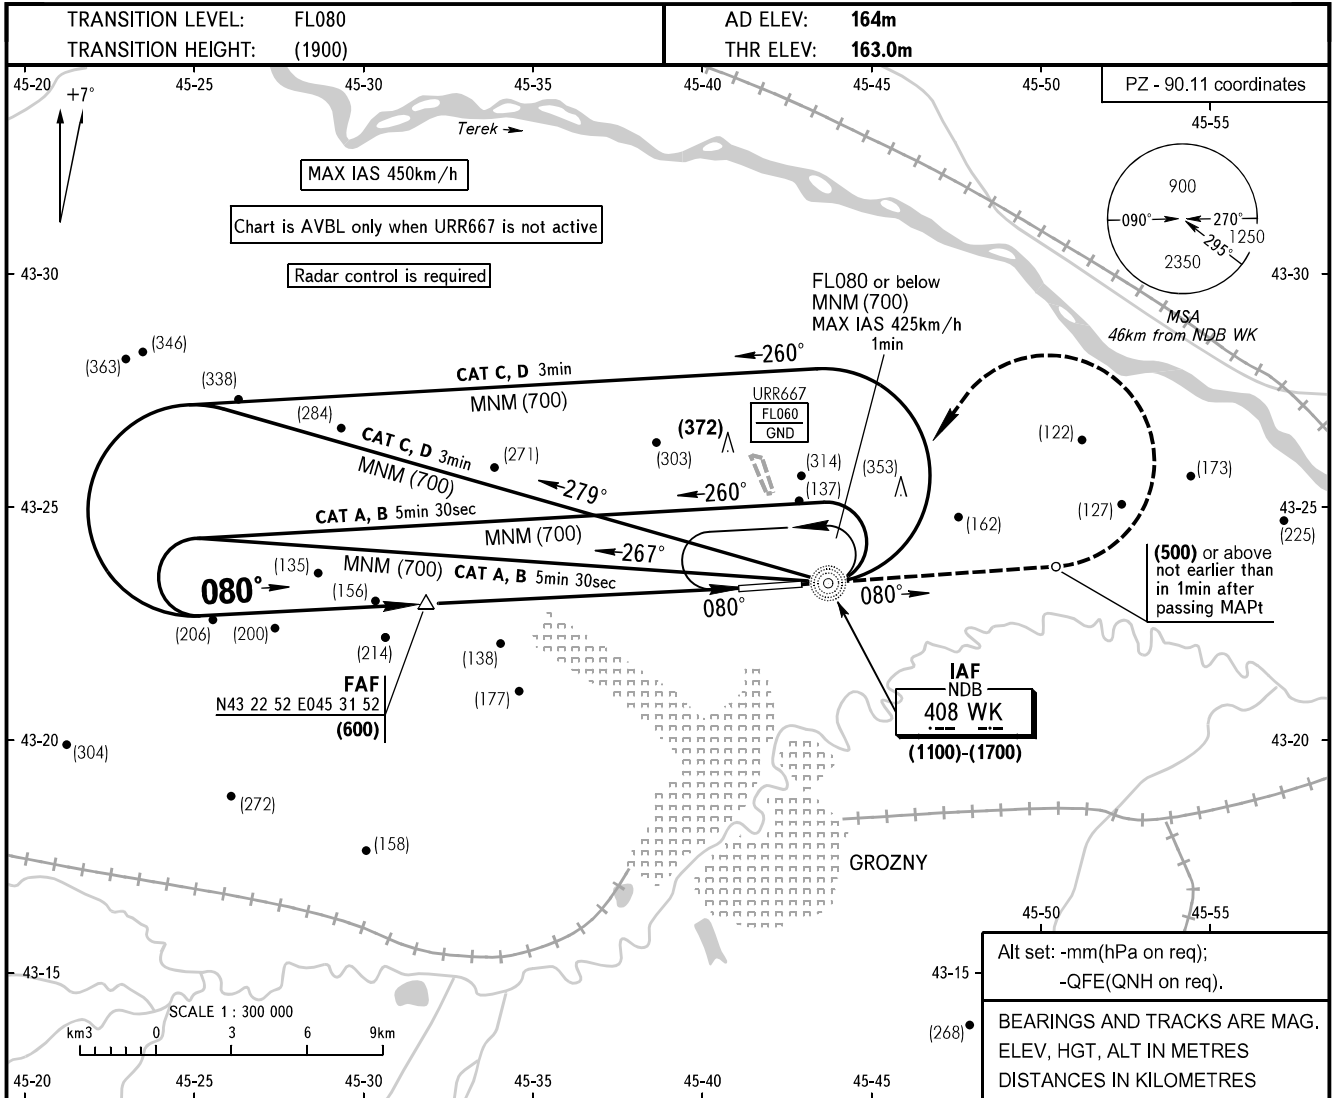 TRANSITION LEVEL: FL080
TRANSITION HEIGHT: (1900)
AD ELEV: 164m
THR ELEV: 163.0m
45-20 45-25 45-30 45-35 45-40 45-45 45-50
PZ - 90.11 coordinates
45-55
+7°
Terek
MAX IAS 450km/h
Chart is AVBL only when URR667 is not active
Radar control is required
900
090° 270°
1250
295°
2350
MSA
46km from NDB WK
43-30 43-30
FL080 or below
MNM (700)
MAX IAS 425km/h
1min
(346)
(363)
(338)
(284)
260°
CAT C, D 3min
MNM (700)
URR667
FL060
GND
(372)
CAT C, D 3min
MNM (700)
(271)
(303)
(314)
(353)
(137)
(122)
(173)
(127)
(162)
(225)
279°
260°
43-25 43-25
CAT A, B 5min 30sec
MNM (700)
267°
MNM (700)
CAT A, B 5min 30sec
(135)
(156)
080°
080°
080°
(500) or above
not earlier than
in 1min after
passing MAPt
(206)
(200)
(214)
(138)
(177)
FAF
N43 22 52 E045 31 52
(600)
IAF
NDB
408 WK
(1100)-(1700)
(304)
43-20 43-20
(272)
(158)
GROZNY
45-50 45-55
43-15 43-15
Alt set: -mm(hPa on req);
-QFE(QNH on req).
SCALE 1 : 300 000
km3 0 3 6 9km
(268)
BEARINGS AND TRACKS ARE MAG.
ELEV, HGT, ALT IN METRES
DISTANCES IN KILOMETRES
45-20 45-25 45-30 45-35 45-40 45-45